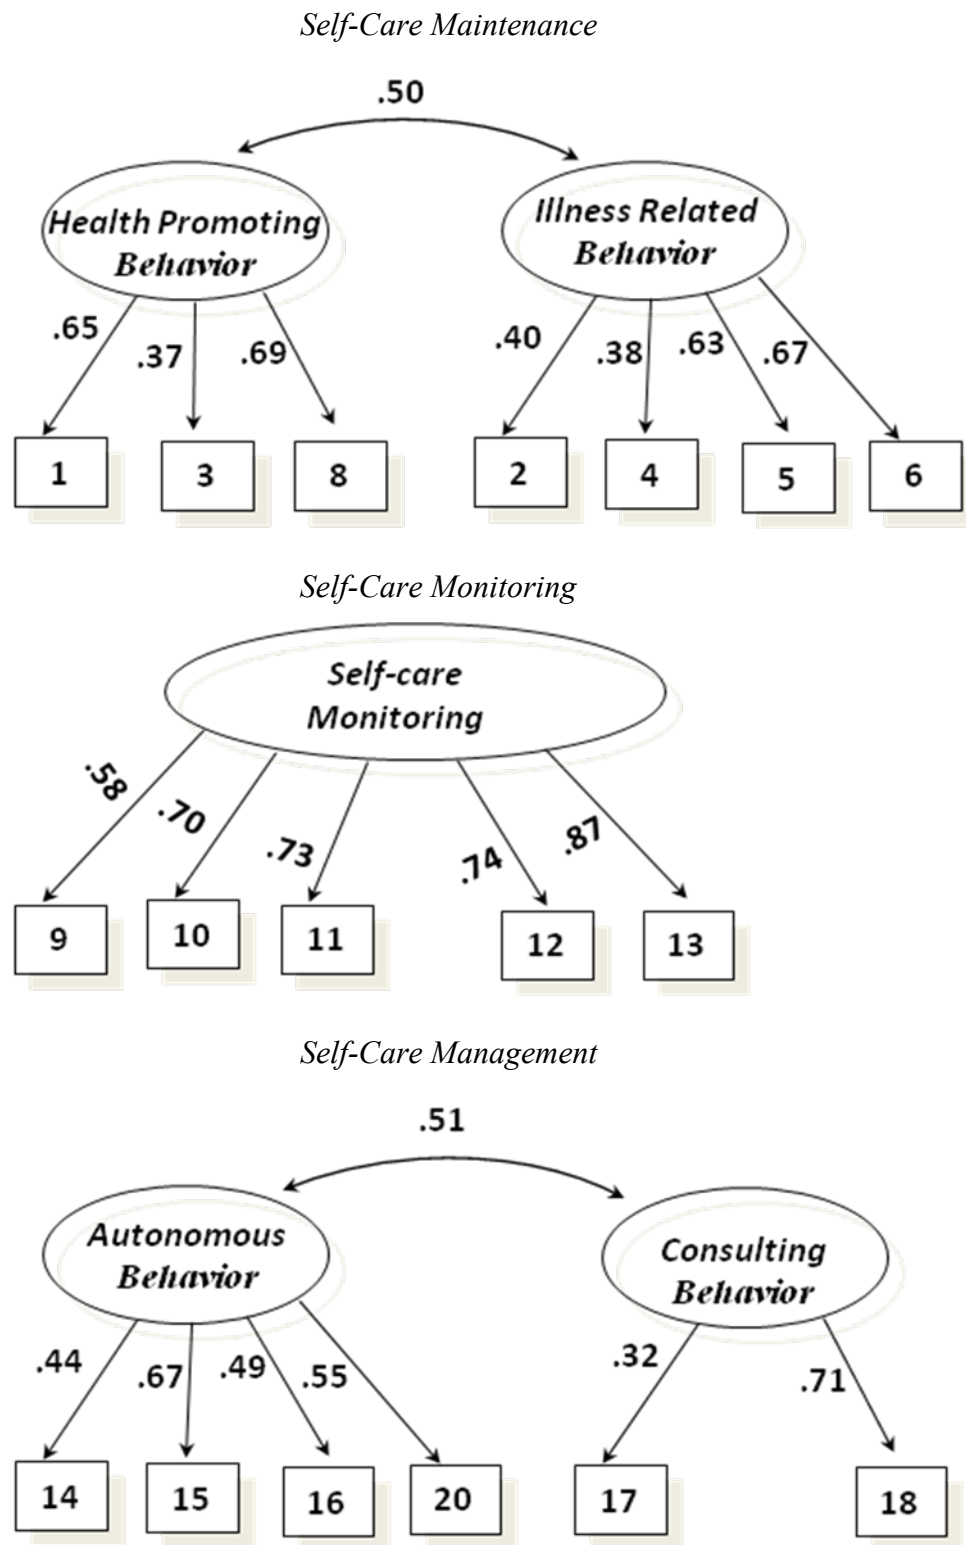 Self-Care Maintenance
.50
Health Promoting
Behavior
Illness Related
Behavior
.65
.37
.69
.40
.38
.63
.67
1
3
8
2
4
5
6
Self-Care Monitoring
Self-care
Monitoring
.58
.70
.73
.74
.87
9
10
11
12
13
Self-Care Management
.51
Autonomous
Behavior
Consulting
Behavior
.44
.67
.49
.55
.32
.71
14
15
16
20
17
18